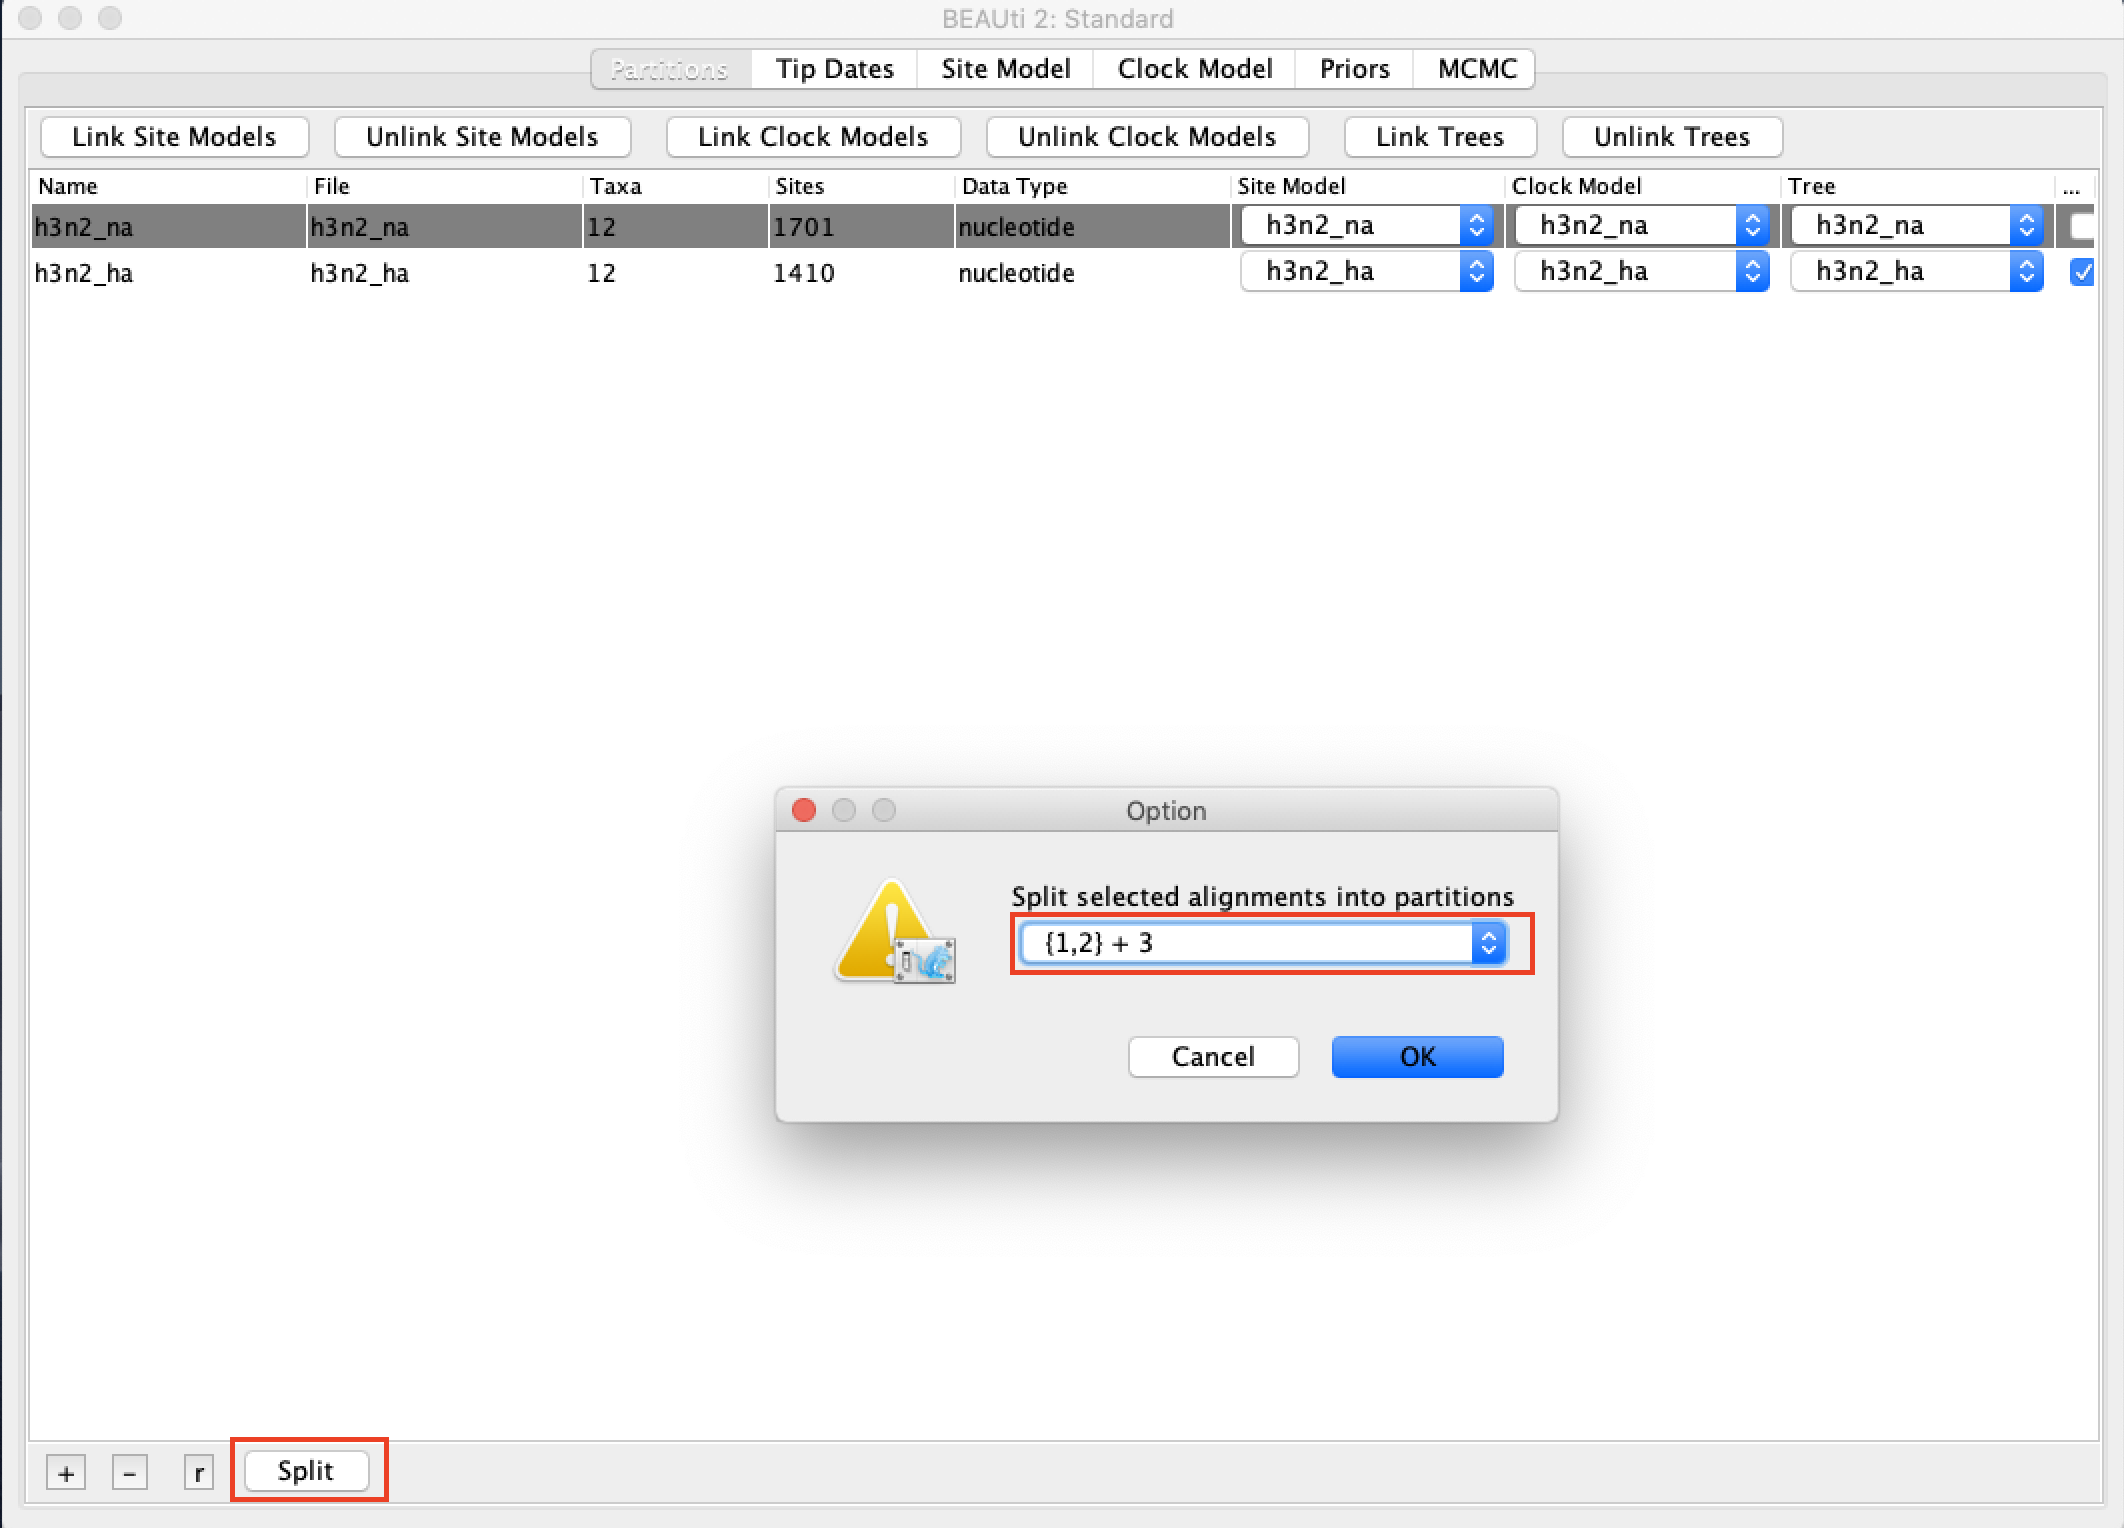 BEAUti 2: Standard
Partitions Tip Dates Site Model Clock Model Priors MCMC
Link Site Models Unlink Site Models Link Clock Models Unlink Clock Models Link Trees Unlink Trees
Name File Taxa Sites Data Type Site Model Clock Model Tree ...
h3n2_na h3n2_na 12 1701 nucleotide h3n2_na h3n2_na h3n2_na
h3n2_ha h3n2_ha 12 1410 nucleotide h3n2_ha h3n2_ha h3n2_ha
Option
Split selected alignments into partitions
{1,2} + 3
Cancel OK
+ - r Split